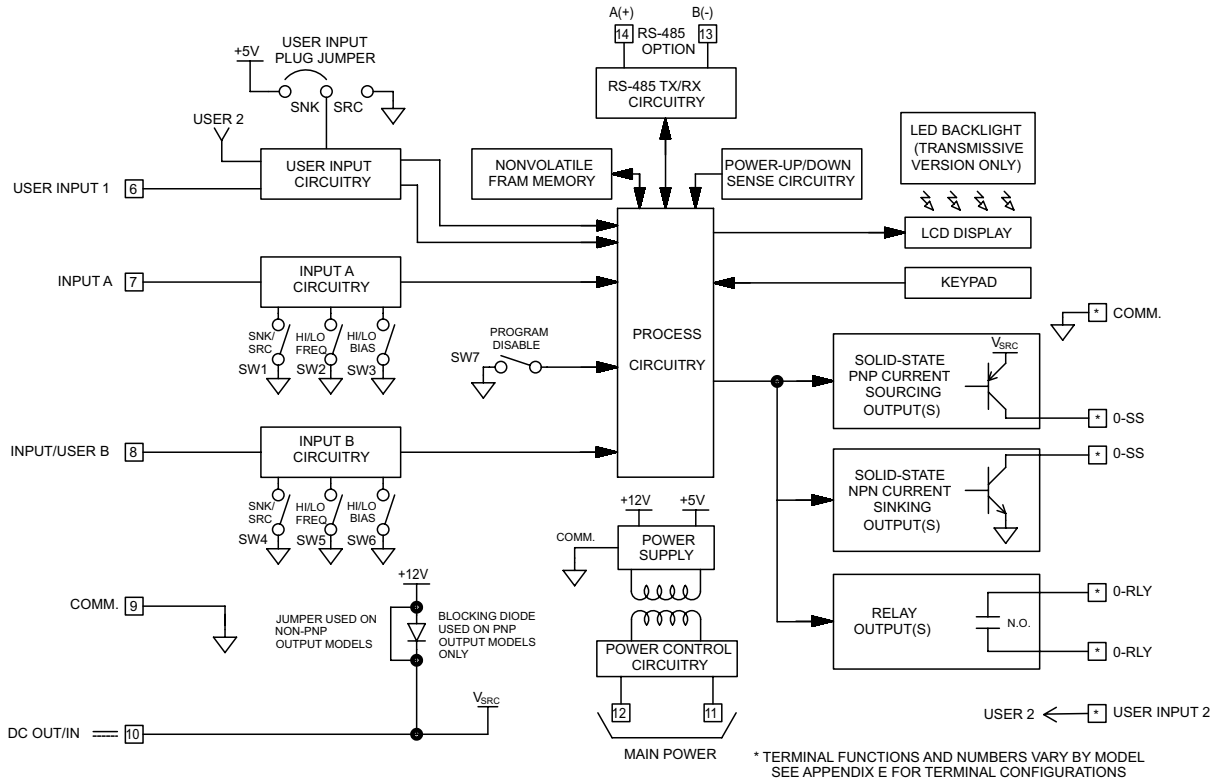 A(+)
B(-)
14
RS-485
OPTION
13
USER INPUT
PLUG JUMPER
+5V
SNK
SRC
RS-485 TX/RX
CIRCUITRY
USER 2
USER INPUT
CIRCUITRY
USER INPUT 1
6
NONVOLATILE
FRAM MEMORY
POWER-UP/DOWN
SENSE CIRCUITRY
LED BACKLIGHT
(TRANSMISSIVE
VERSION ONLY)
LCD DISPLAY
KEYPAD
INPUT A
7
INPUT A
CIRCUITRY
SNK/
SRC
SW1
HI/LO
FREQ
SW2
HI/LO
BIAS
SW3
PROGRAM
DISABLE
SW7
PROCESS
CIRCUITRY
* COMM.
SOLID-STATE
PNP CURRENT
SOURCING
OUTPUT(S)
VSRC
* 0-SS
INPUT/USER B
8
INPUT B
CIRCUITRY
SNK/
SRC
SW4
HI/LO
FREQ
SW5
HI/LO
BIAS
SW6
* 0-SS
SOLID-STATE
NPN CURRENT
SINKING
OUTPUT(S)
+12V
+5V
COMM.
POWER
SUPPLY
COMM.
9
+12V
JUMPER USED ON
NON-PNP
OUTPUT MODELS
BLOCKING DIODE
USED ON PNP
OUTPUT MODELS
ONLY
POWER CONTROL
CIRCUITRY
RELAY
OUTPUT(S)
N.O.
* 0-RLY
* 0-RLY
DC OUT/IN
10
VSRC
12
11
MAIN POWER
USER 2
* USER INPUT 2
* TERMINAL FUNCTIONS AND NUMBERS VARY BY MODEL
SEE APPENDIX E FOR TERMINAL CONFIGURATIONS